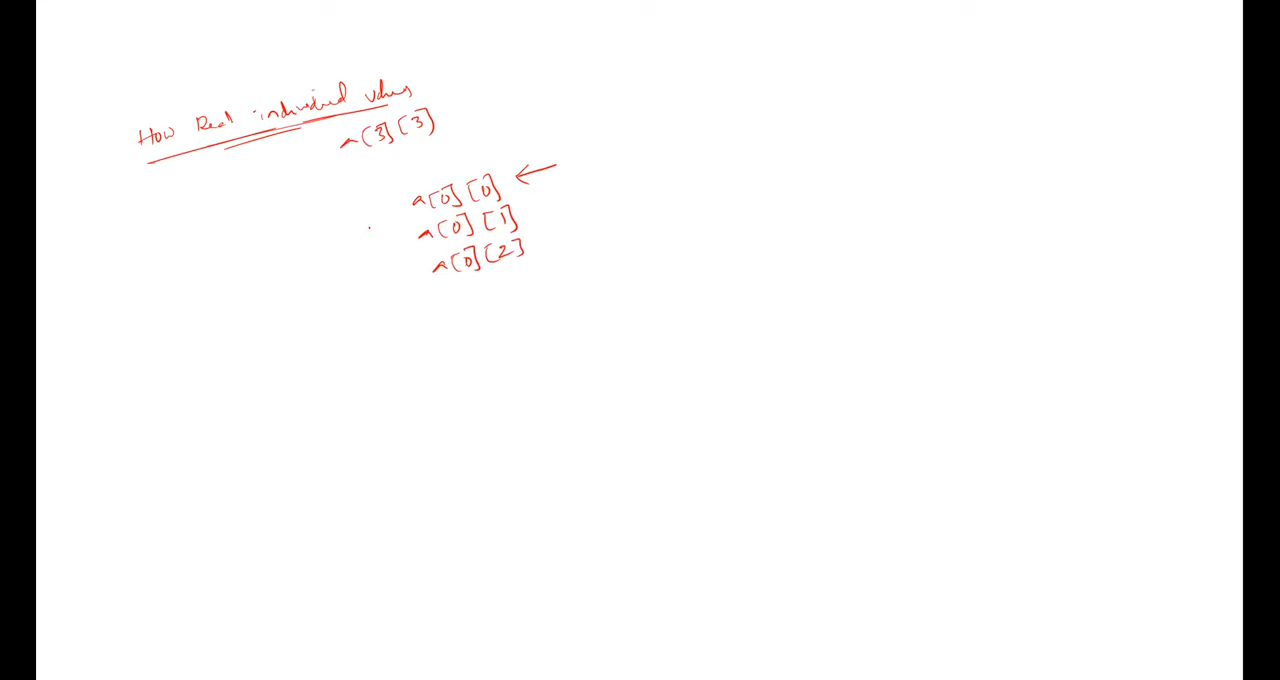 How Read individual values
a[3][3]
a[0][0] ←
a[0][1]
a[0][2]